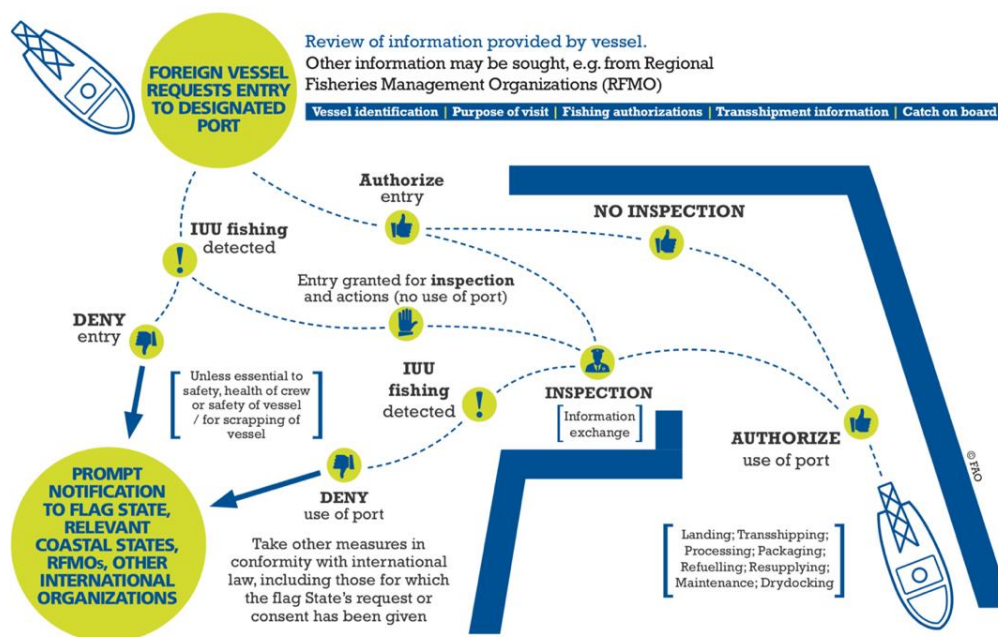 FOREIGN VESSEL
REQUESTS ENTRY
TO DESIGNATED
PORT
Review of information provided by vessel.
Other information may be sought, e.g. from Regional
Fisheries Management Organizations (RFMO)
Vessel identification | Purpose of visit | Fishing authorizations | Transshipment information | Catch on board
Authorize
entry
NO INSPECTION
IUU fishing
detected
Entry granted for inspection
and actions (no use of port)
DENY
entry
Unless essential to
safety, health of crew
or safety of vessel
/ for scrapping of
vessel
IUU
fishing
detected
INSPECTION
Information
exchange
AUTHORIZE
use of port
© FAO
DENY
use of port
PROMPT
NOTIFICATION
TO FLAG STATE,
RELEVANT
COASTAL STATES,
RFMOs, OTHER
INTERNATIONAL
ORGANIZATIONS
Take other measures in
conformity with international
law, including those for which
the flag State's request or
consent has been given
Landing; Transshipping;
Processing; Packaging;
Refuelling; Resupplying;
Maintenance; Drydocking